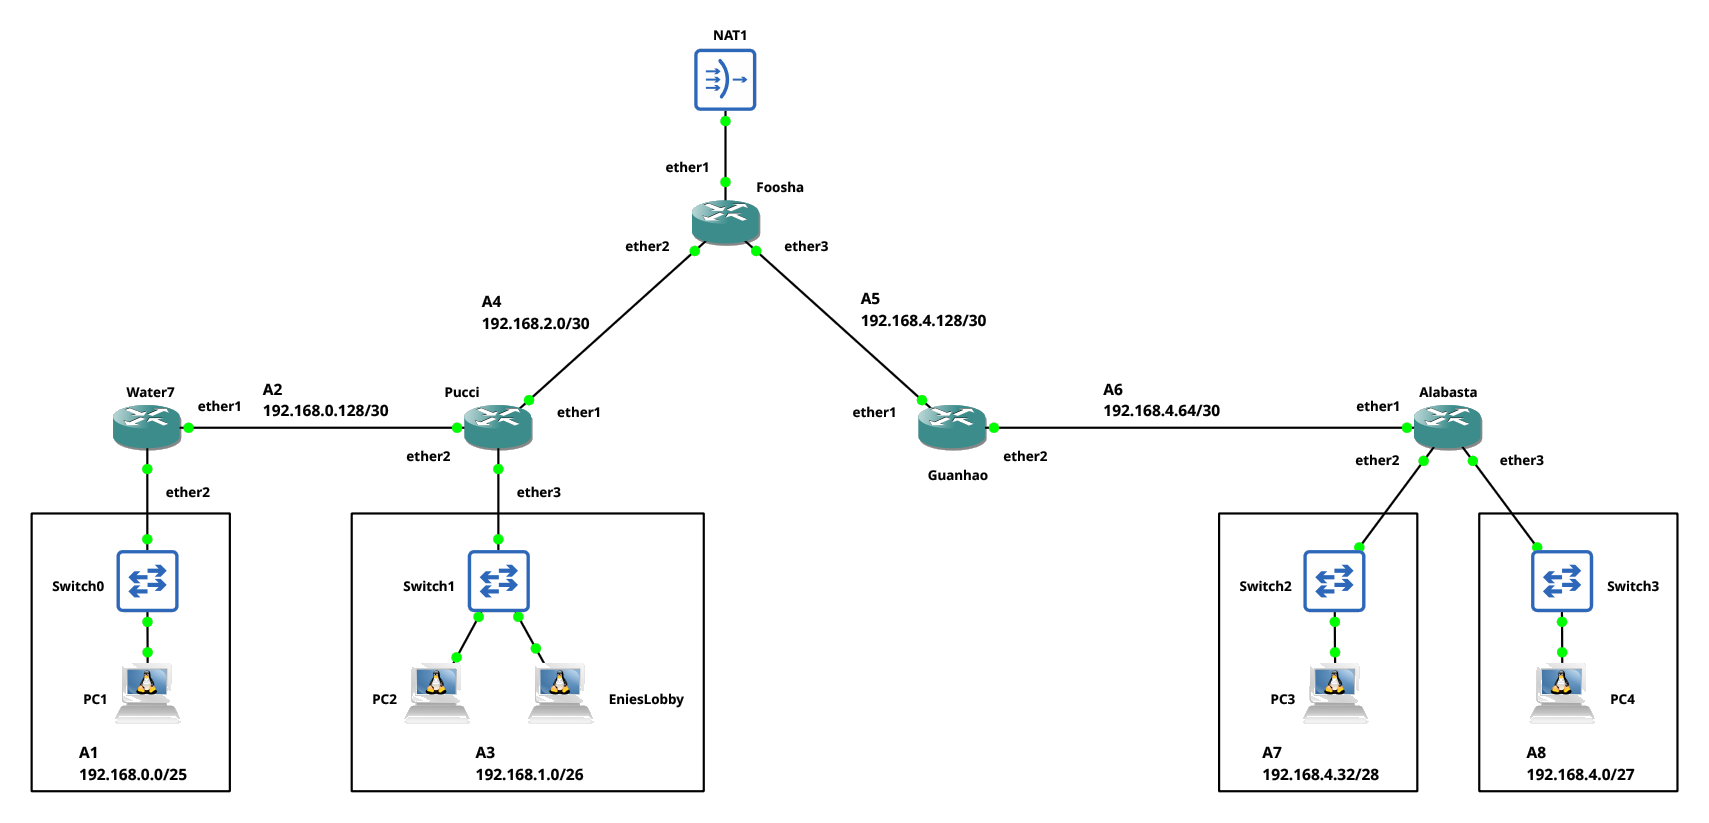 NAT1
ether1
Foosha
ether2
ether3
A4
192.168.2.0/30
A5
192.168.4.128/30
Water7
ether1
A2
192.168.0.128/30
Pucci
ether1
ether2
ether1
Guanhao
ether2
A6
192.168.4.64/30
Alabasta
ether1
ether2
ether3
ether2
ether3
Switch0
Switch1
Switch2
Switch3
PC1
PC2
EniesLobby
PC3
PC4
A1
192.168.0.0/25
A3
192.168.1.0/26
A7
192.168.4.32/28
A8
192.168.4.0/27